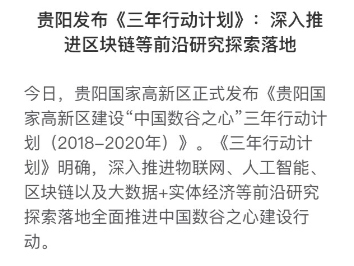 贵阳发布《三年行动计划》：深入推
进区块链等前沿研究探索落地
今日，贵阳国家高新区正式发布《贵阳国
家高新区建设“中国数谷之心”三年行动计
划（2018-2020年）》。《三年行动计
划》明确，深入推进物联网、人工智能、
区块链以及大数据+实体经济等前沿研究
探索落地全面推进中国数谷之心建设行
动。